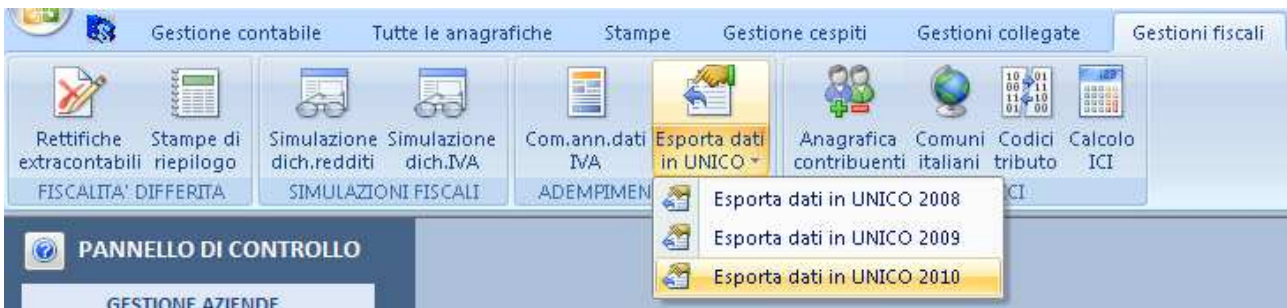 Gestione contabile Tutte le anagrafiche Stampe Gestione cespiti Gestioni collegate Gestioni fiscali
Rettifiche extracontabili
Stampe di riepilogo
FISCALITA' DIFFERITA
Simulazione dich.redditi
Simulazione dich.IVA
SIMULAZIONI FISCALI
Com.ann.dati IVA
Esporta dati in UNICO
ADEMPIMEN
Anagrafica contribuenti
Comuni italiani
Codici tributo
Calcolo ICI
CI
Esporta dati in UNICO 2008
Esporta dati in UNICO 2009
Esporta dati in UNICO 2010
PANNELLO DI CONTROLLO
GESTIONE AZIENDE